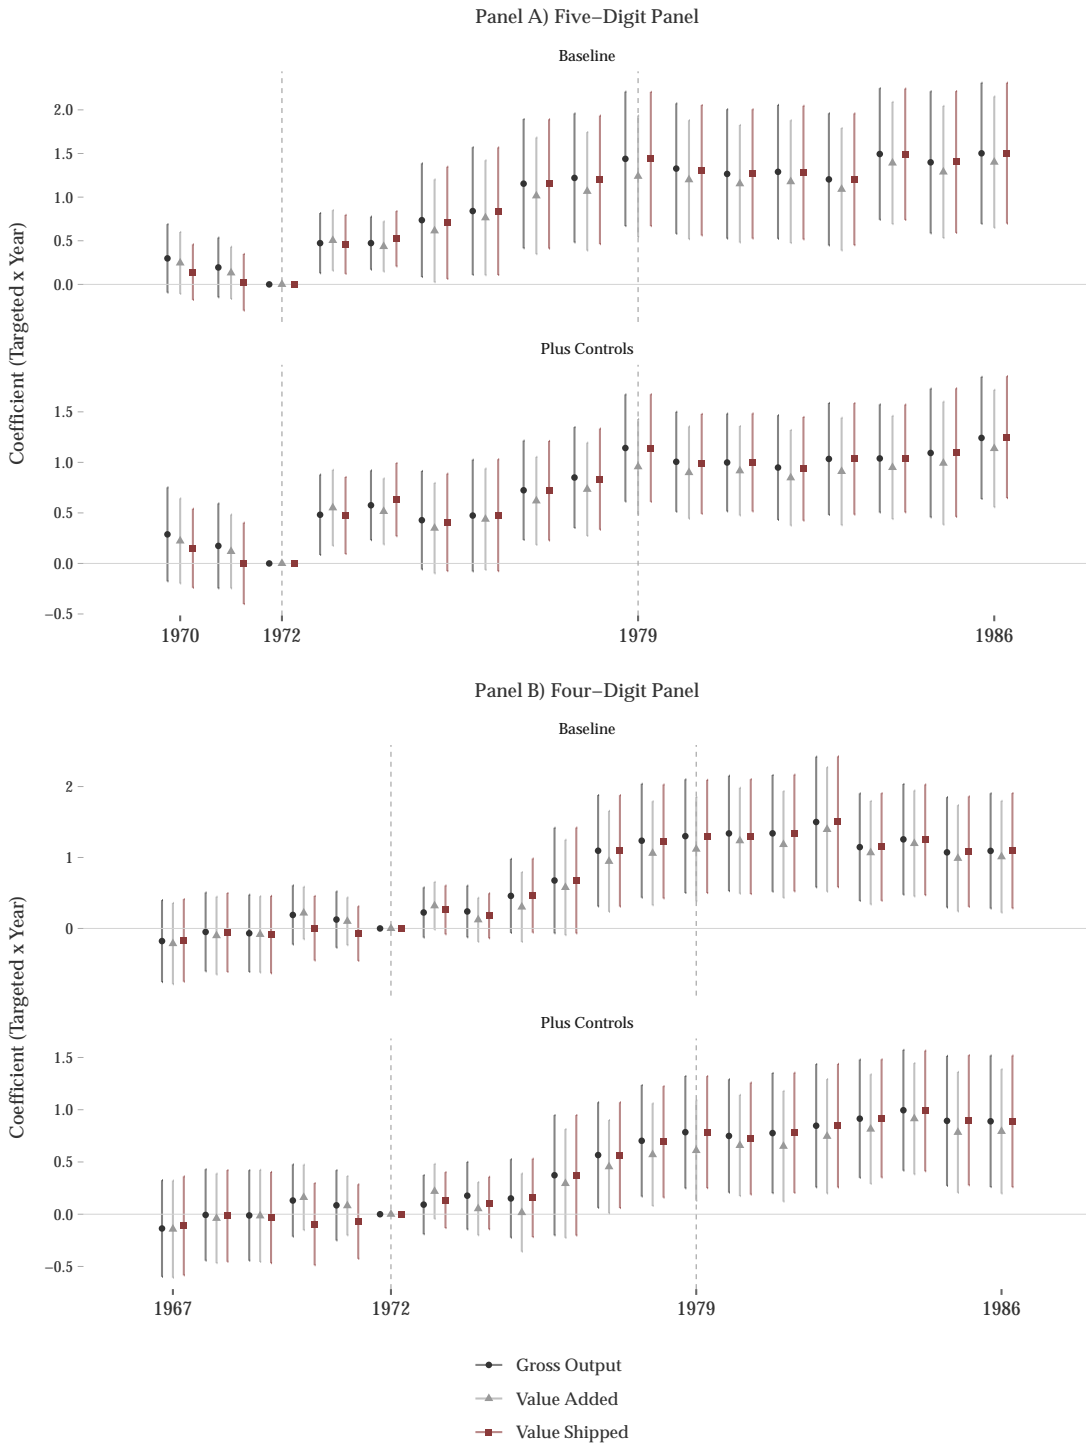 Panel A) Five−Digit Panel
Baseline
2.0
1.5
1.0
0.5
0.0
Plus Controls
1.5
1.0
0.5
0.0
−0.5
1970 1972 1979 1986
Coefficient (Targeted x Year)
Panel B) Four−Digit Panel
Baseline
2
1
0
Plus Controls
1.5
1.0
0.5
0.0
−0.5
1967 1972 1979 1986
Coefficient (Targeted x Year)
Gross Output
Value Added
Value Shipped